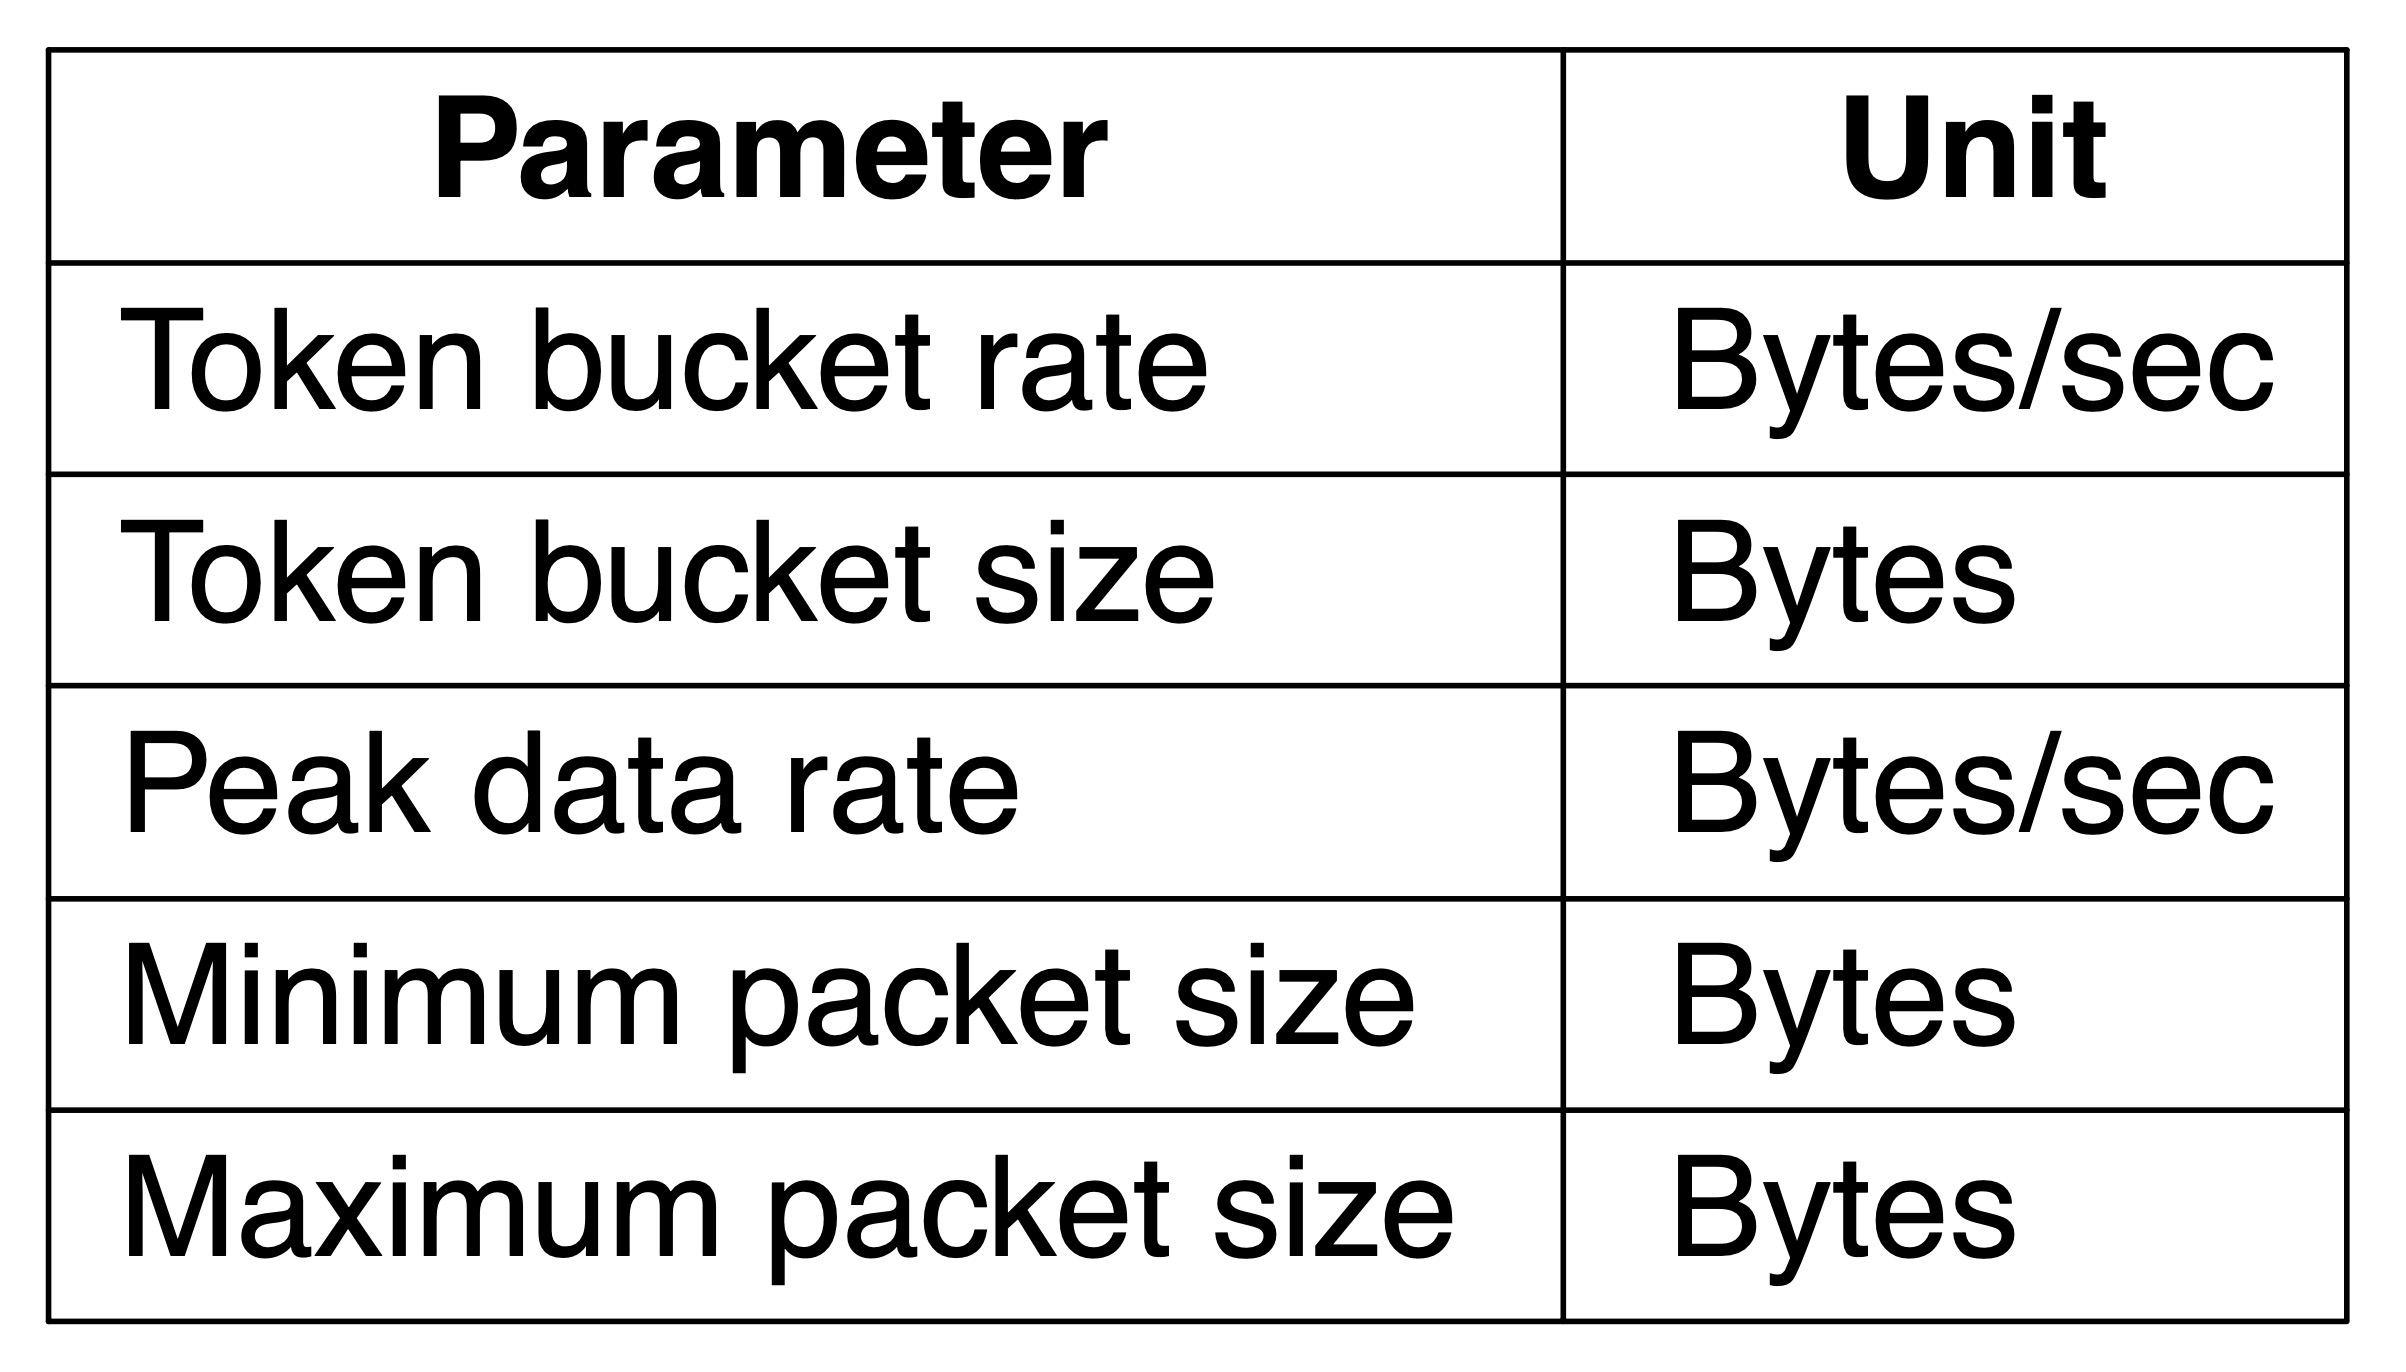 Parameter Unit
Token bucket rate Bytes/sec
Token bucket size Bytes
Peak data rate Bytes/sec
Minimum packet size Bytes
Maximum packet size Bytes